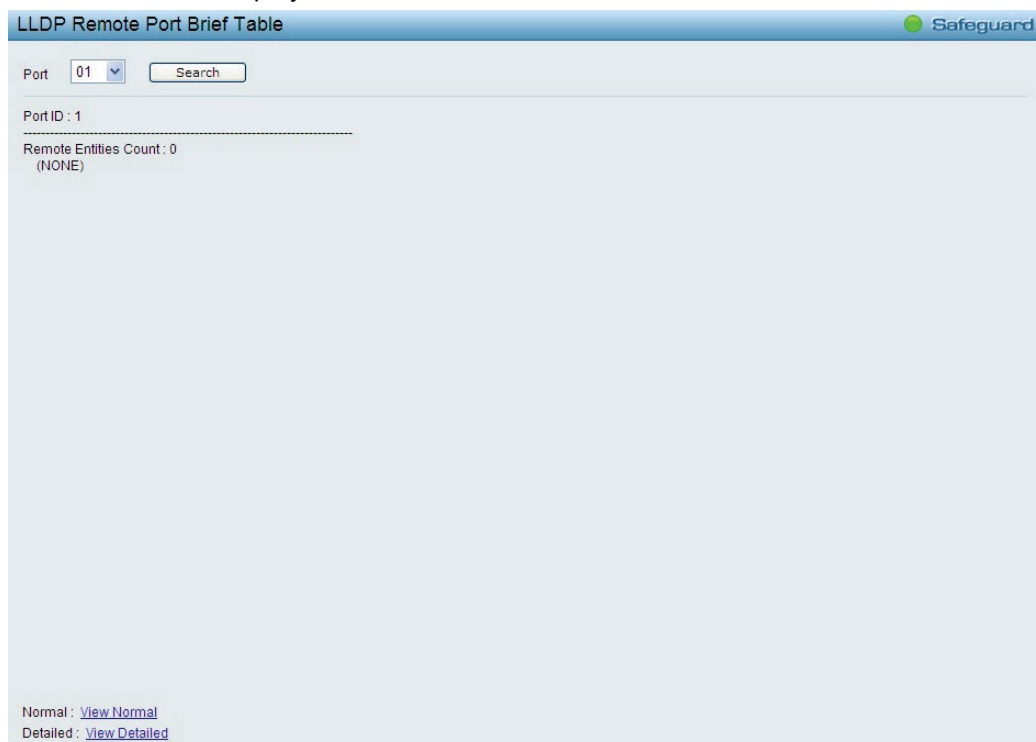 LLDP Remote Port Brief Table Safeguard
Port 01 Search
Port ID : 1
--------------------------------------------------------------------------
Remote Entities Count : 0
(NONE)
Normal : View Normal
Detailed : View Detailed